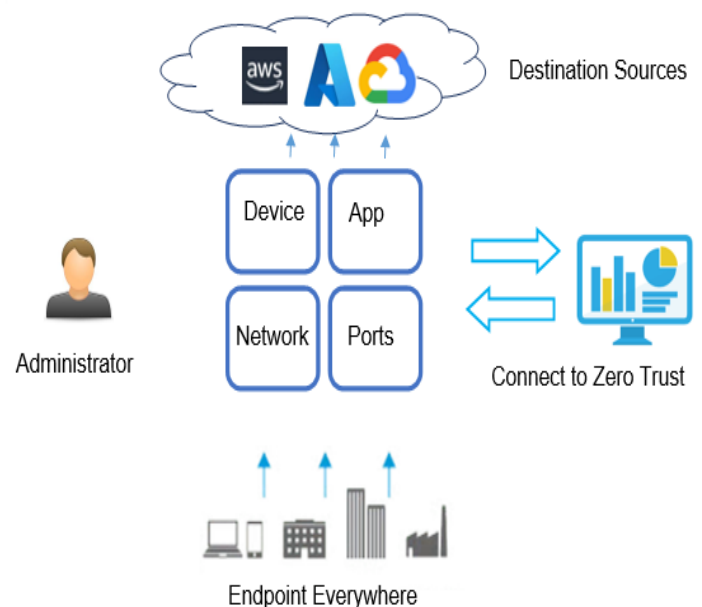 aws
Destination Sources
Device
App
Network
Ports
Administrator
Connect to Zero Trust
Endpoint Everywhere